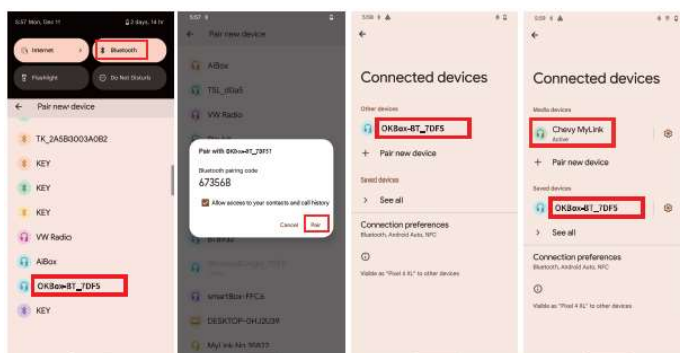 5:57 Mon, Dec 11
2 days, 14 hr
Internet
Bluetooth
Flashlight
Do Not Disturb
Pair new device
TK_2A5B3003A0B2
KEY
KEY
KEY
VW Radio
AiBox
OKBox-BT_7DF5
KEY
5:57
Pair new device
AiBox
VW Radio
Pair with OKBox-BT_7DF5?
Bluetooth pairing code
67356B
Allow access to your contacts and call history
Cancel
Pair
smartBox-FFC6
DESKTOP-0HJ2U39
5:59
Connected devices
Other devices
OKBox-BT_7DF5
+ Pair new device
Saved devices
> See all
Connection preferences
Bluetooth, Android Auto, NFC
Visible as "Pixel 4 XL" to other devices
5:59
Connected devices
Media devices
Chevy MyLink
Active
+ Pair new device
Saved devices
OKBox-BT_7DF5
> See all
Connection preferences
Bluetooth, Android Auto, NFC
Visible as "Pixel 4 XL" to other devices